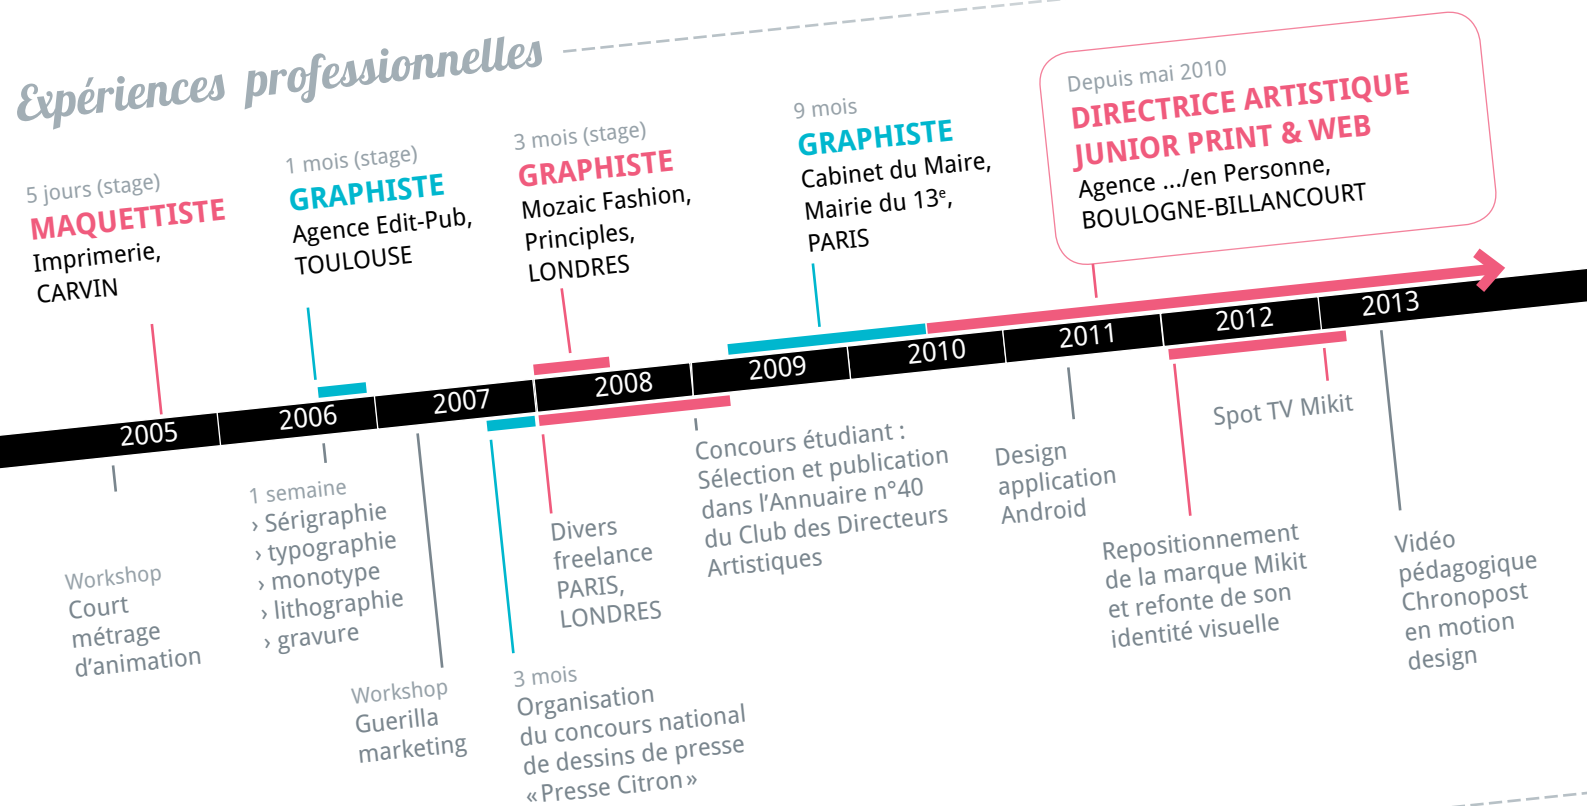 Expériences professionnelles
5 jours (stage)
MAQUETTISTE
Imprimerie,
CARVIN
1 mois (stage)
GRAPHISTE
Agence Edit-Pub,
TOULOUSE
3 mois (stage)
GRAPHISTE
Mozaic Fashion,
Principles,
LONDRES
9 mois
GRAPHISTE
Cabinet du Maire,
Mairie du 13e,
PARIS
Depuis mai 2010
DIRECTRICE ARTISTIQUE
JUNIOR PRINT & WEB
Agence .../en Personne,
BOULOGNE-BILLANCOURT
2005
2006
2007
2008
2009
2010
2011
2012
2013
Workshop
Court
métrage
d’animation
1 semaine
› Sérigraphie
› typographie
› monotype
› lithographie
› gravure
Workshop
Guerilla
marketing
3 mois
Organisation
du concours national
de dessins de presse
«Presse Citron»
Divers
freelance
PARIS,
LONDRES
Concours étudiant :
Sélection et publication
dans l’Annuaire n°40
du Club des Directeurs
Artistiques
Design
application
Android
Repositionnement
de la marque Mikit
et refonte de son
identité visuelle
Spot TV Mikit
Vidéo
pédagogique
Chronopost
en motion
design